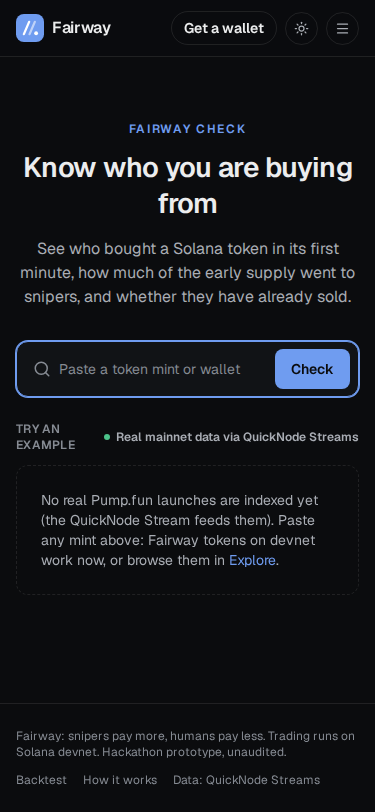 Fairway
Get a wallet
FAIRWAY CHECK
Know who you are buying
from
See who bought a Solana token in its first
minute, how much of the early supply went to
snipers, and whether they have already sold.
Paste a token mint or wallet
Check
TRY AN
EXAMPLE
Real mainnet data via QuickNode Streams
No real Pump.fun launches are indexed yet
(the QuickNode Stream feeds them). Paste
any mint above: Fairway tokens on devnet
work now, or browse them in Explore.
Fairway: snipers pay more, humans pay less. Trading runs on
Solana devnet. Hackathon prototype, unaudited.
Backtest How it works Data: QuickNode Streams